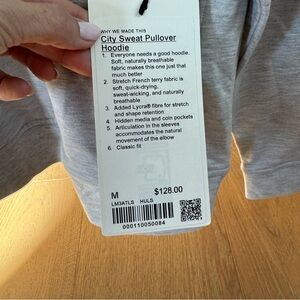 WHY WE MADE THIS
City Sweat Pullover
Hoodie
1. Everyone needs a good hoodie.
Soft, naturally breathable
fabric makes this one just that
much better
2. Stretch French terry fabric is
soft, quick-drying,
sweat-wicking, and naturally
breathable
3. Added Lycra® fibre for stretch
and shape retention
4. Hidden media and coin pockets
5. Articulation in the sleeves
accommodates the natural
movement of the elbow
6. Classic fit
M
$128.00
LM3ATLS HULS
000110050084